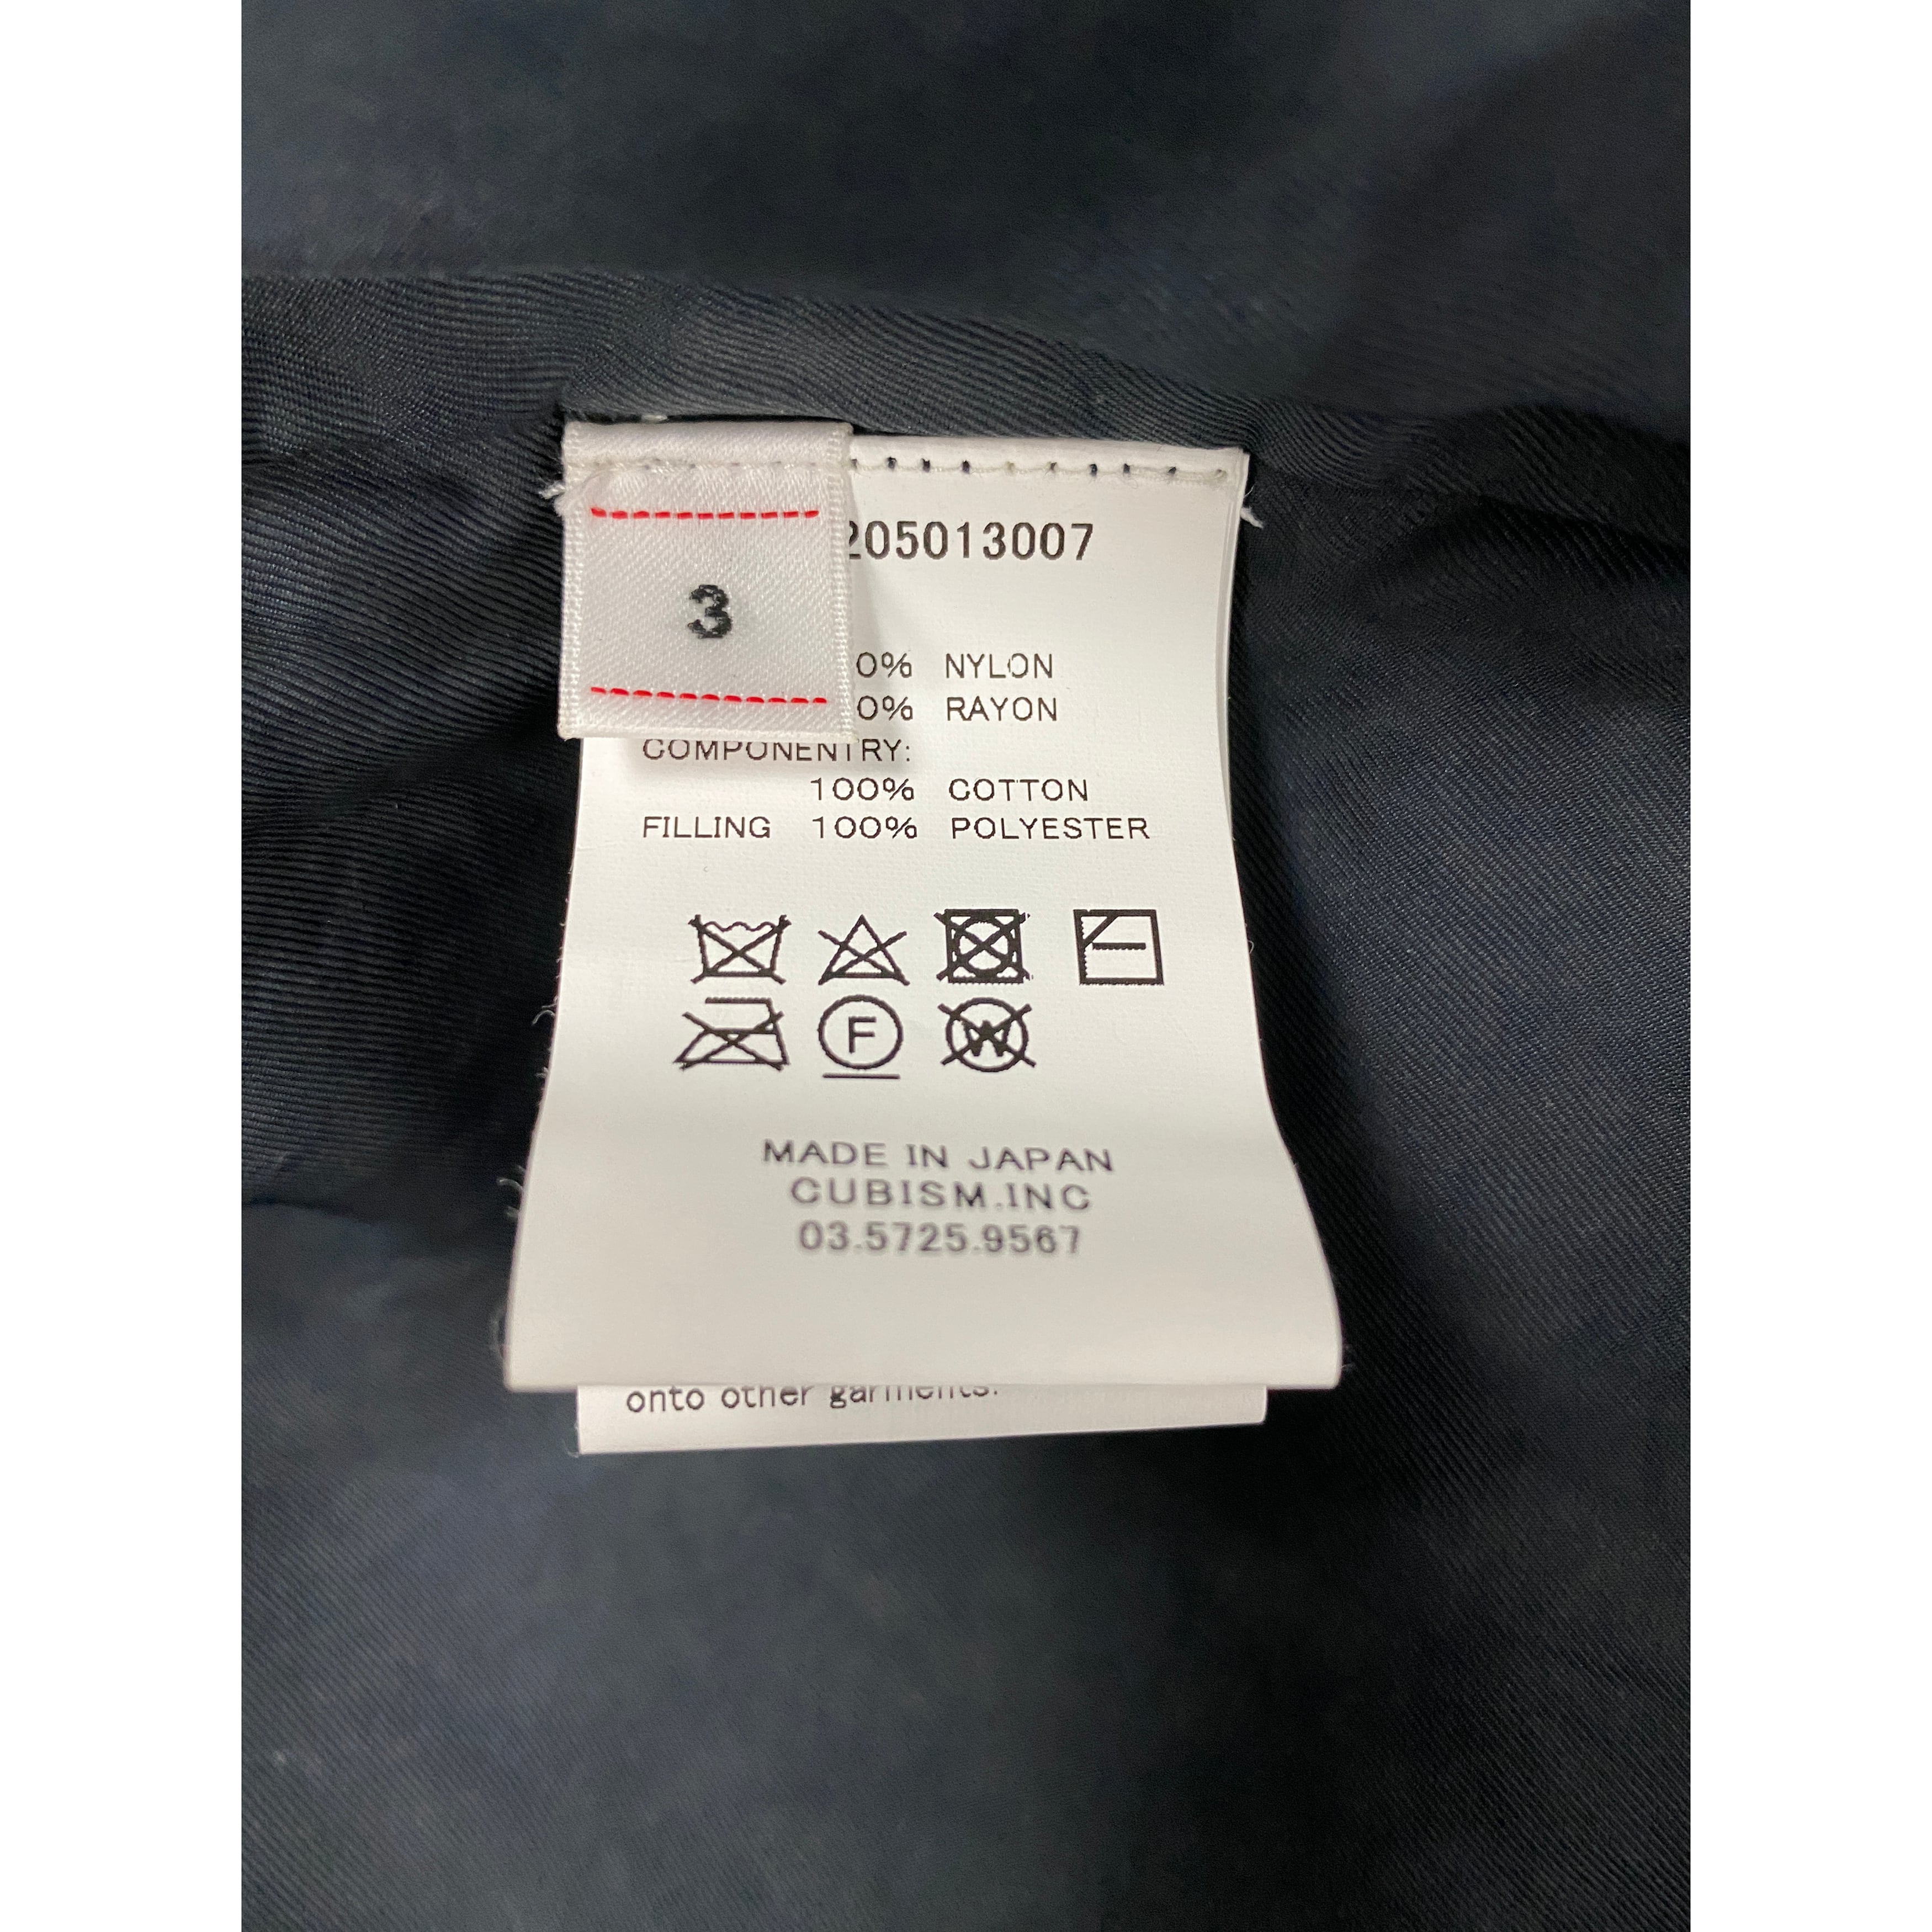 3
205013007
0% NYLON
0% RAYON
COMPONENTRY:
100% COTTON
FILLING 100% POLYESTER
F
W
MADE IN JAPAN
CUBISM.INC
03.5725.9567
onto other garments.